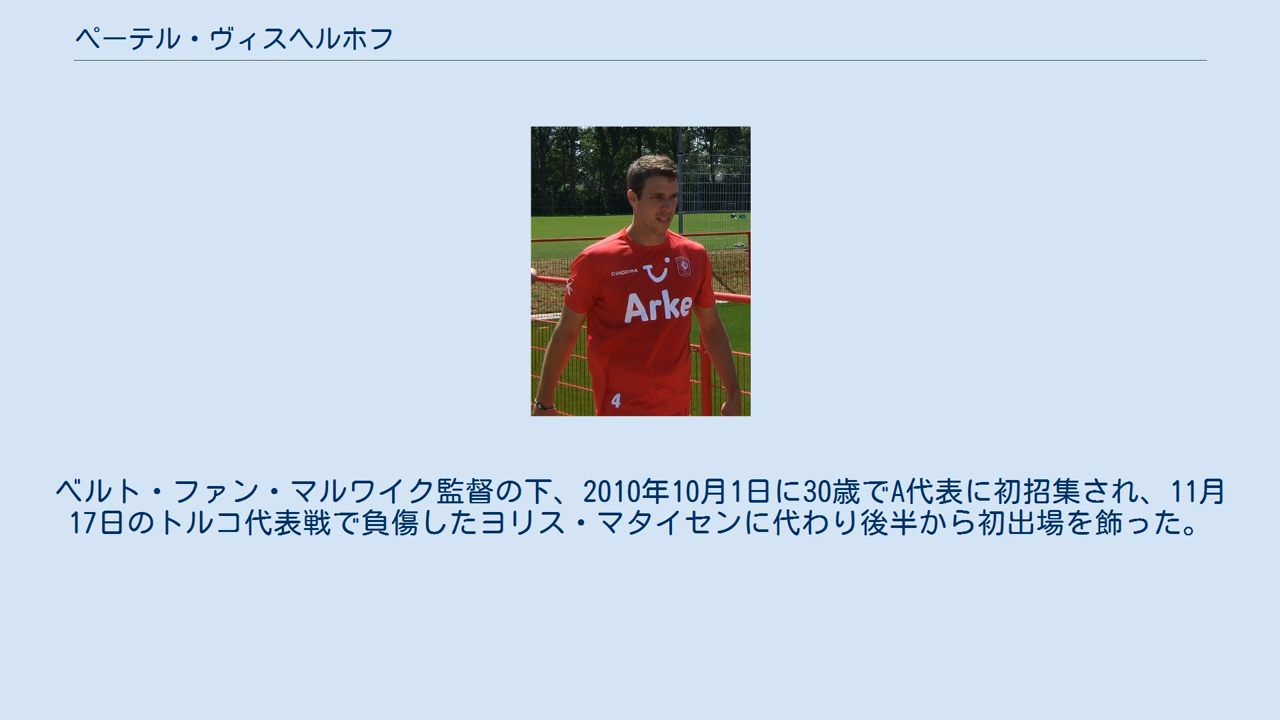 ペーテル・ヴィスヘルホフ
DIADORA
Arke
4
ベルト・ファン・マルワイク監督の下、2010年10月1日に30歳でA代表に初招集され、11月
17日のトルコ代表戦で負傷したヨリス・マタイセンに代わり後半から初出場を飾った。